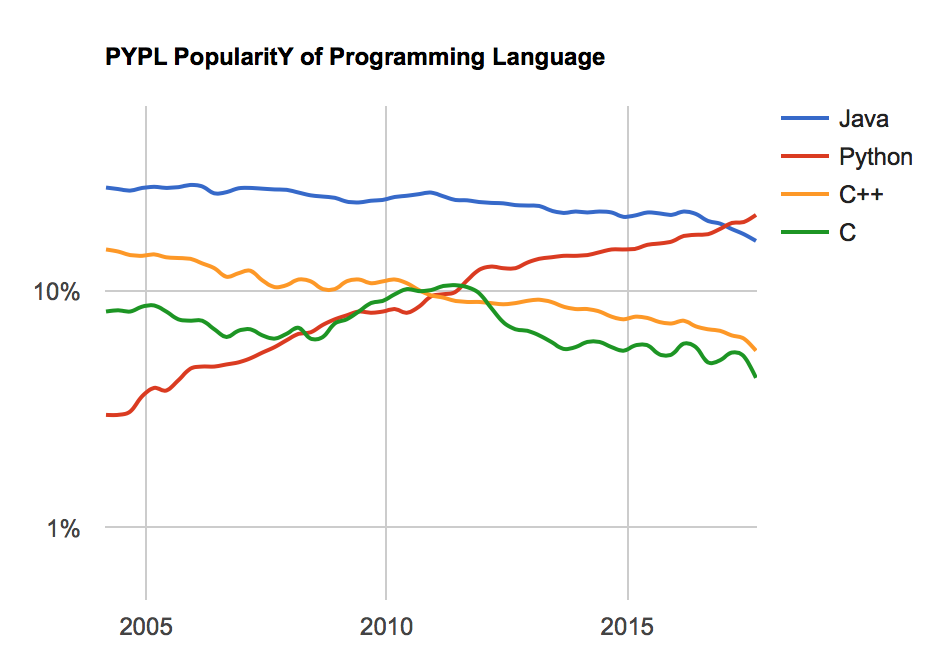 PYPL PopularitY of Programming Language
Java
Python
C++
C
10%
1%
2005 2010 2015